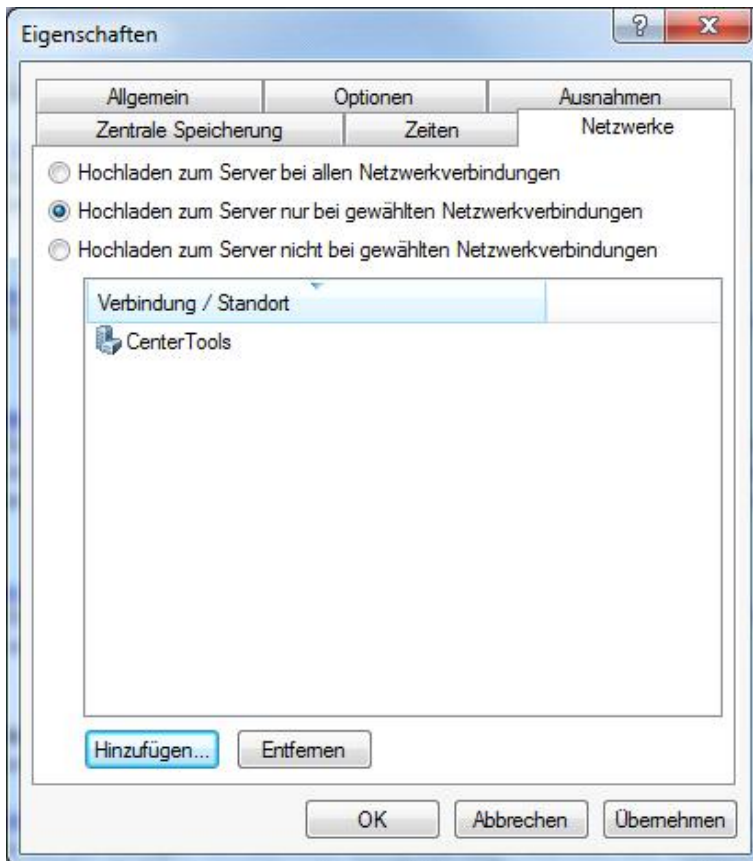 Eigenschaften
?
X
Allgemein
Optionen
Ausnahmen
Zentrale Speicherung
Zeiten
Netzwerke
Hochladen zum Server bei allen Netzwerkverbindungen
Hochladen zum Server nur bei gewählten Netzwerkverbindungen
Hochladen zum Server nicht bei gewählten Netzwerkverbindungen
Verbindung / Standort
CenterTools
Hinzufügen...
Entfernen
OK
Abbrechen
Übernehmen